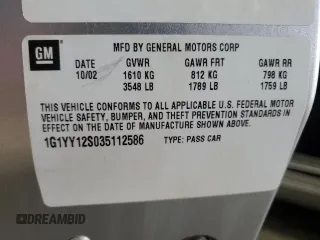 GM
MFD BY GENERAL MOTORS CORP
DATE GVWR GAWR FRT GAWR RR
10/02 1610 KG 812 KG 798 KG
3548 LB 1789 LB 1759 LB
THIS VEHICLE CONFORMS TO ALL APPLICABLE U.S. FEDERAL MOTOR
VEHICLE SAFETY, BUMPER, AND THEFT PREVENTION STANDARDS IN
EFFECT ON THE DATE OF MANUFACTURE SHOWN ABOVE.
1G1YY12S035112586 TYPE: PASS CAR
© DREAMBID